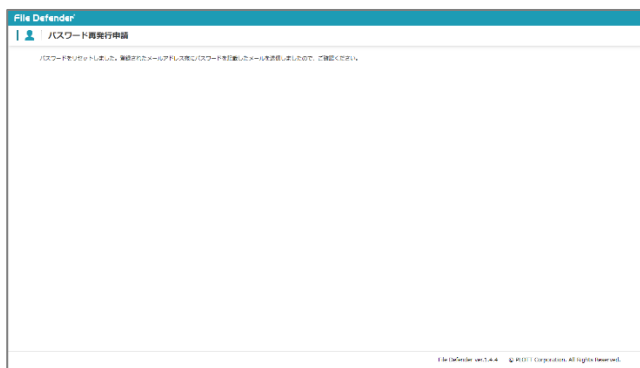 File Defender
パスワード再発行申請
パスワードをリセットしました。登録されたメールアドレス宛にパスワードを記載したメールを送信しましたので、ご確認ください。
File Defender ver.1.4.4 © PLOTT Corporation. All Rights Reserved.